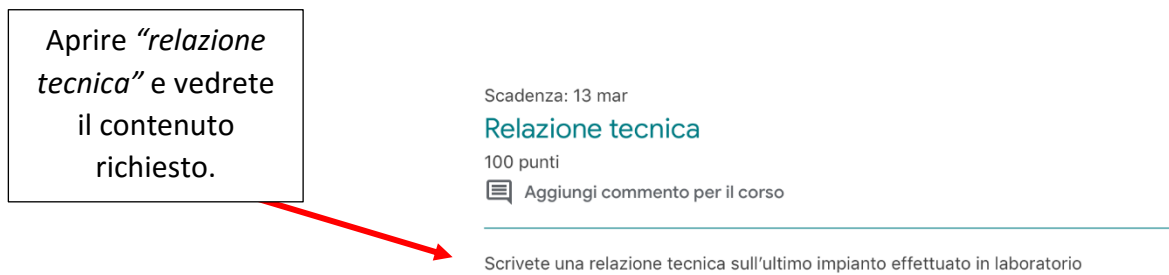 Aprire “relazione
tecnica” e vedrete
il contenuto
richiesto.
Scadenza: 13 mar
Relazione tecnica
100 punti
Aggiungi commento per il corso
Scrivete una relazione tecnica sull'ultimo impianto effettuato in laboratorio